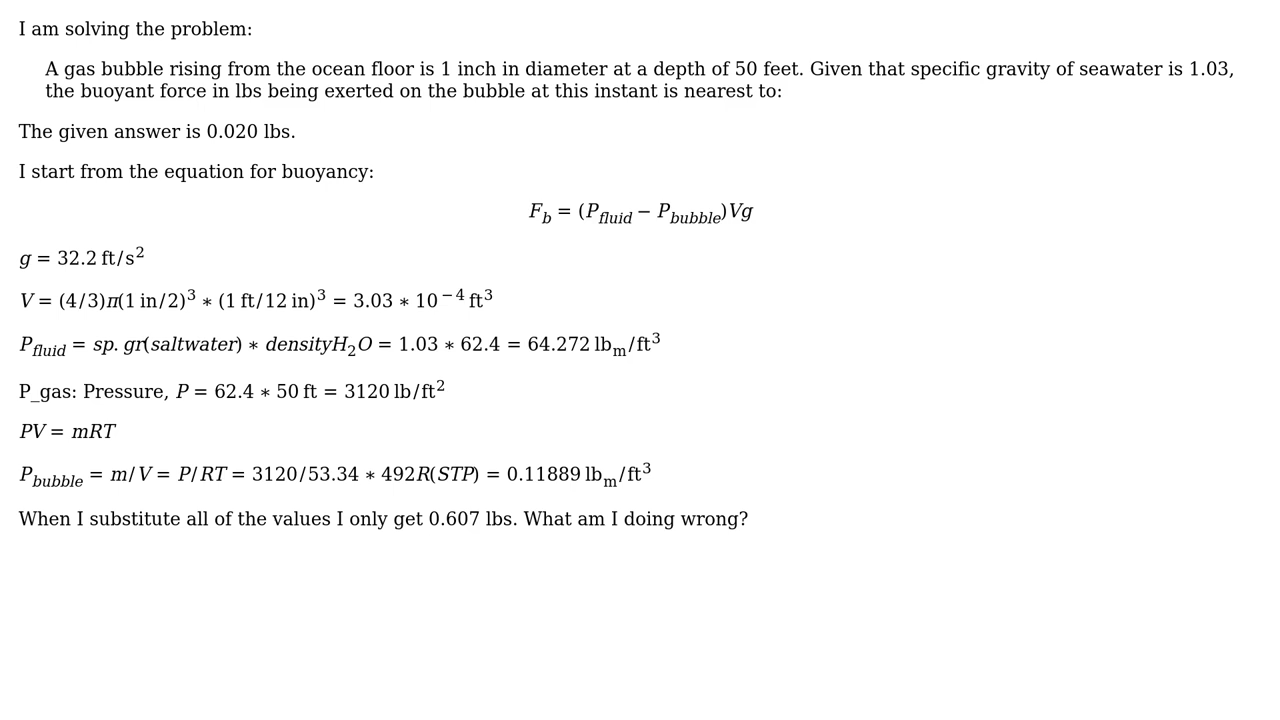 I am solving the problem:
A gas bubble rising from the ocean floor is 1 inch in diameter at a depth of 50 feet. Given that specific gravity of seawater is 1.03,
the buoyant force in lbs being exerted on the bubble at this instant is nearest to:
The given answer is 0.020 lbs.
I start from the equation for buoyancy:
F_b = (P_fluid − P_bubble)Vg
g = 32.2 ft/s^2
V = (4/3)π(1 in/2)^3 ∗ (1 ft/12 in)^3 = 3.03 ∗ 10^−4 ft^3
P_fluid = sp. gr(saltwater) ∗ densityH_2O = 1.03 ∗ 62.4 = 64.272 lb_m/ft^3
P_gas: Pressure, P = 62.4 ∗ 50 ft = 3120 lb/ft^2
PV = mRT
P_bubble = m/V = P/RT = 3120/53.34 ∗ 492R(STP) = 0.11889 lb_m/ft^3
When I substitute all of the values I only get 0.607 lbs. What am I doing wrong?